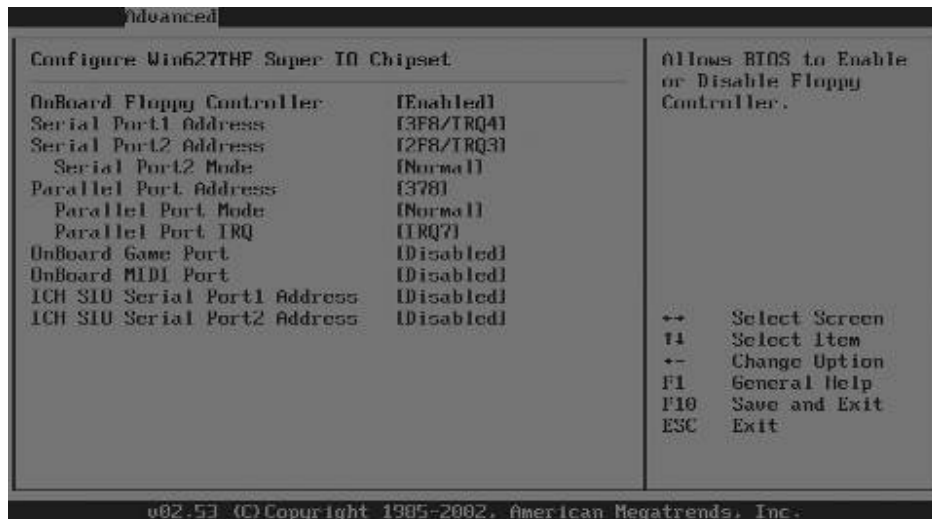 Advanced
Configure Win627THF Super IO Chipset
OnBoard Floppy Controller [Enabled]
Serial Port1 Address [3F8/IRQ4]
Serial Port2 Address [2F8/IRQ3]
Serial Port2 Mode [Normal]
Parallel Port Address [378]
Parallel Port Mode [Normal]
Parallel Port IRQ [IRQ7]
OnBoard Game Port [Disabled]
OnBoard MIDI Port [Disabled]
ICH SIO Serial Port1 Address [Disabled]
ICH SIO Serial Port2 Address [Disabled]
Allows BIOS to Enable
or Disable Floppy
Controller.
↔ Select Screen
↑↓ Select Item
+- Change Option
F1 General Help
F10 Save and Exit
ESC Exit
v02.53 (C)Copyright 1985-2002, American Megatrends, Inc.